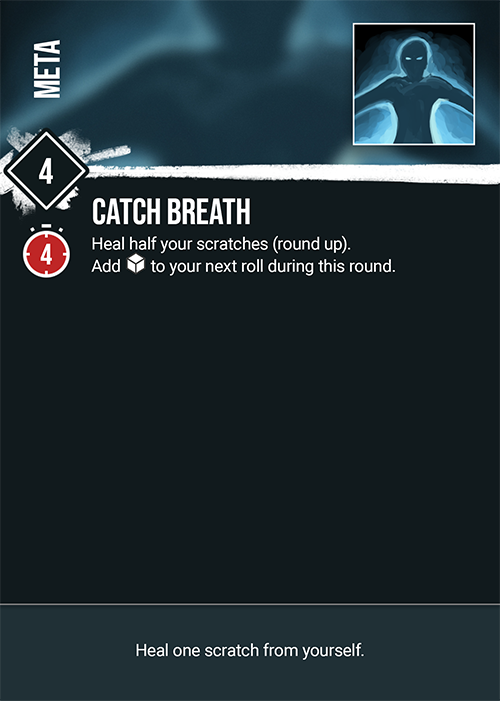 META
4
CATCH BREATH
4
Heal half your scratches (round up).
Add to your next roll during this round.
Heal one scratch from yourself.